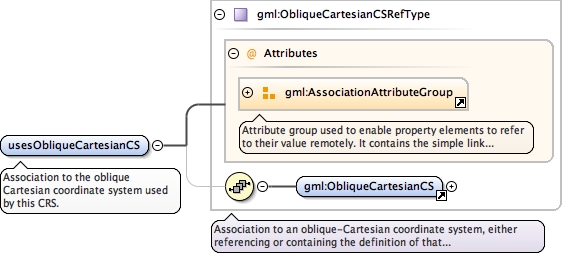 gml:ObliqueCartesianCSRefType
@ Attributes
gml:AssociationAttributeGroup
Attribute group used to enable property elements to refer
to their value remotely. It contains the simple link...
usesObliqueCartesianCS
Association to the oblique
Cartesian coordinate system used
by this CRS.
gml:ObliqueCartesianCS
Association to an oblique-Cartesian coordinate system, either
referencing or containing the definition of that...